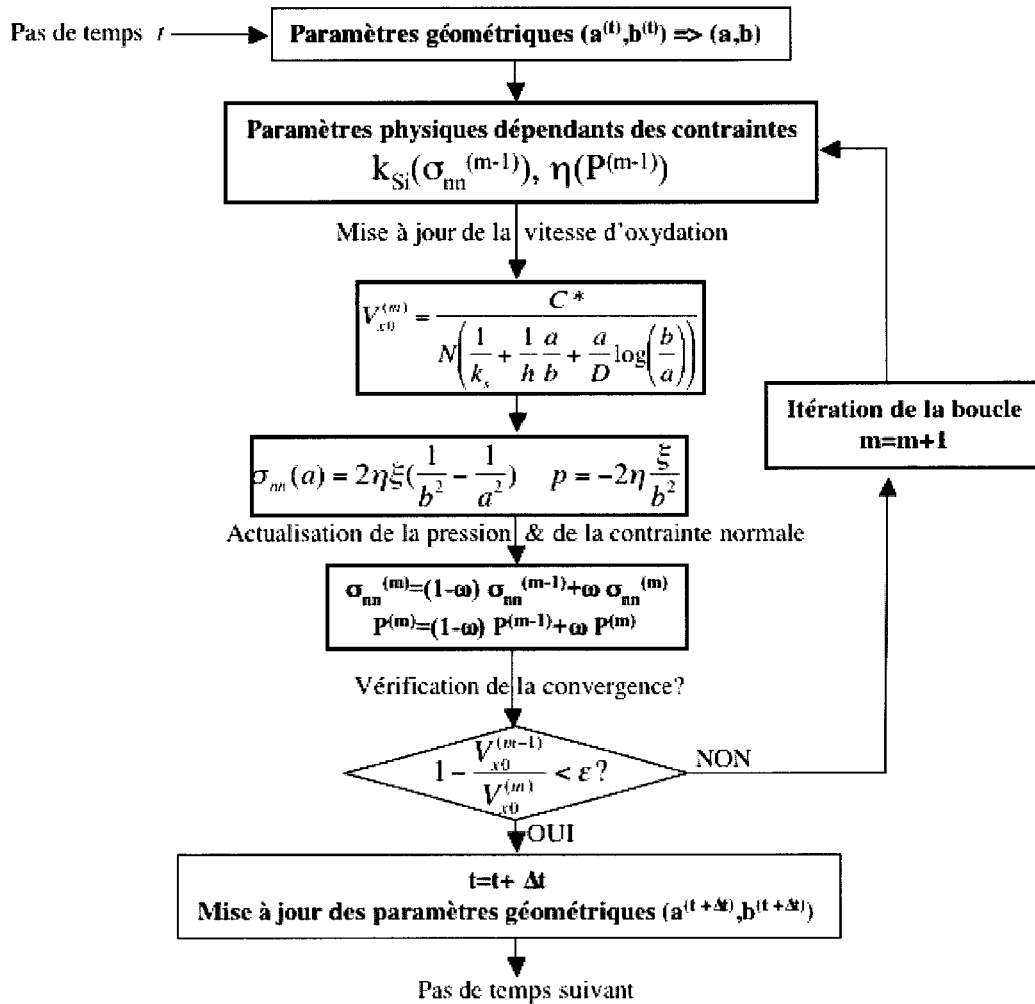 Pas de temps t
Paramètres géométriques (a^(t),b^(t)) => (a,b)
Paramètres physiques dépendants des contraintes
k_Si(σ_nn^(m-1)), η(P^(m-1))
Mise à jour de la vitesse d'oxydation
V_x0^(m) = C* / N(1/k_s + 1/h a/b + a/D log(b/a))
Itération de la boucle
m=m+1
σ_nn(a) = 2ηξ(1/b² − 1/a²) p = −2η ξ/b²
Actualisation de la pression & de la contrainte normale
σ_nn^(m)=(1-ω) σ_nn^(m-1)+ω σ_nn^(m)
P^(m)=(1-ω) P^(m-1)+ω P^(m)
Vérification de la convergence?
1 − V_x0^(m−1) / V_x0^(m) < ε ?
NON
OUI
t=t+ Δt
Mise à jour des paramètres géométriques (a^(t+Δt),b^(t+Δt))
Pas de temps suivant